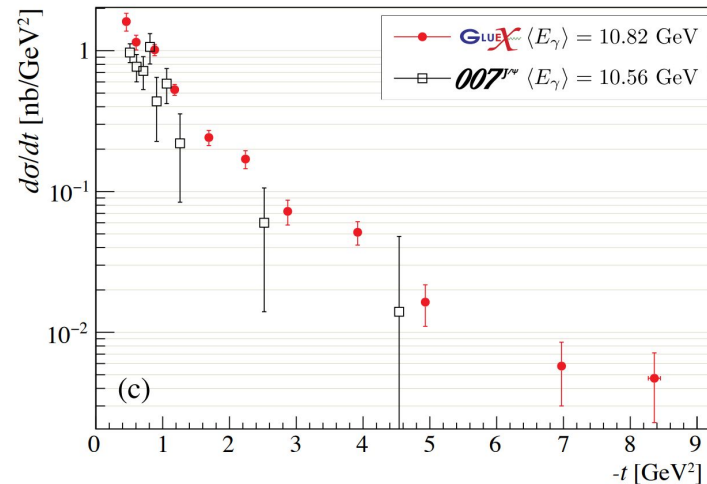 GLUEX ⟨Eγ⟩ = 10.82 GeV
007 J/ψ ⟨Eγ⟩ = 10.56 GeV
dσ/dt [nb/GeV²]
1
10⁻¹
10⁻²
(c)
0 1 2 3 4 5 6 7 8 9
-t [GeV²]